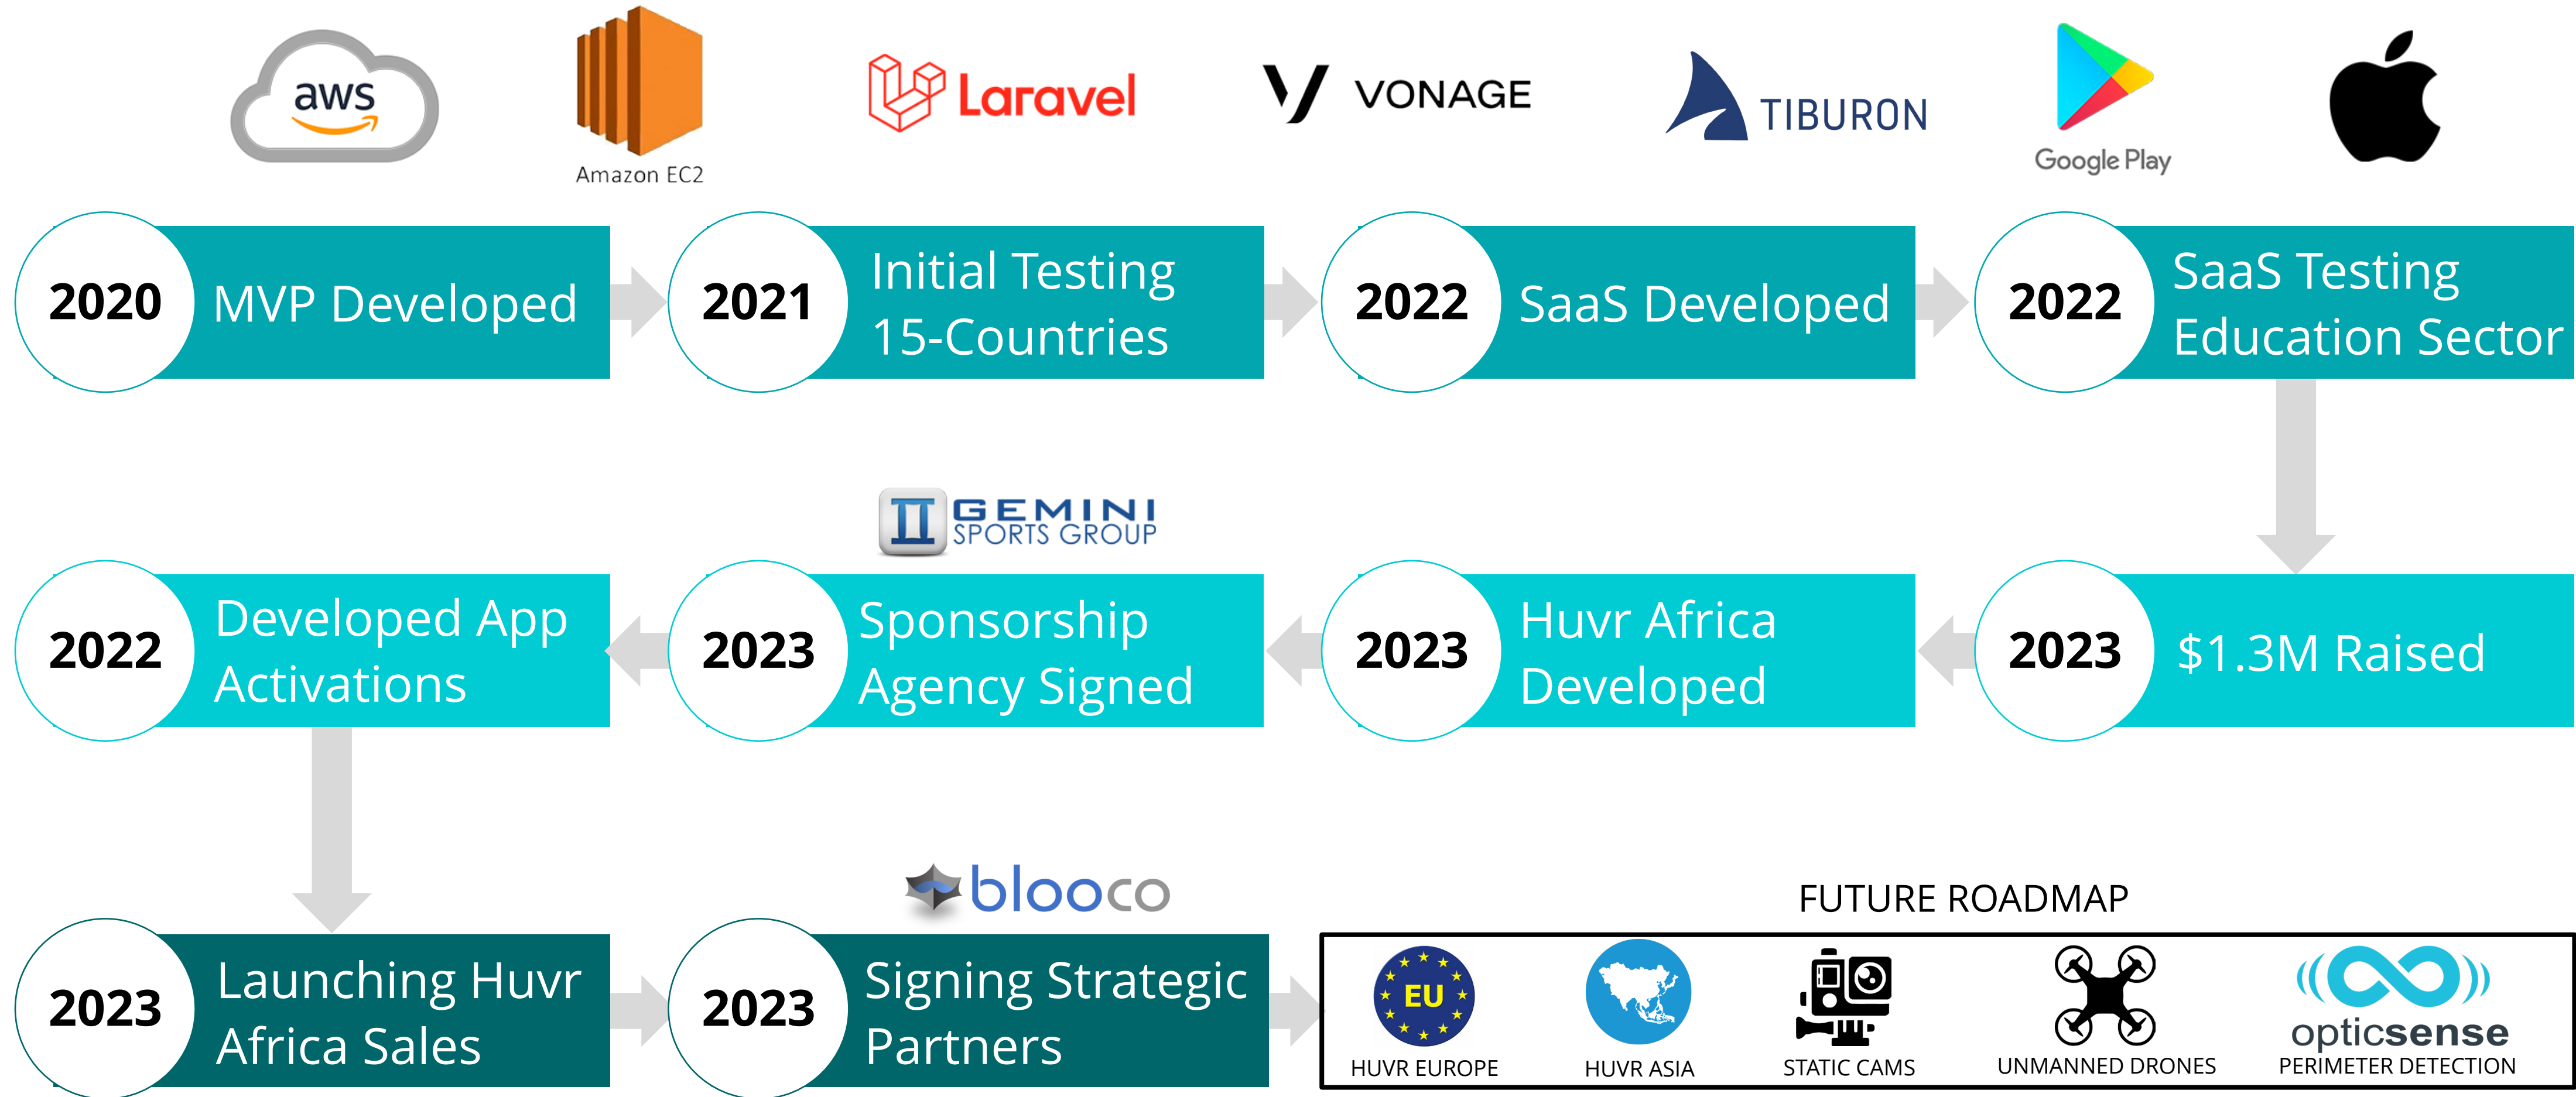 aws
Amazon EC2
Laravel
VONAGE
TIBURON
Google Play
2020
MVP Developed
2021
Initial Testing
15-Countries
2022
SaaS Developed
2022
SaaS Testing
Education Sector
GEMINI
SPORTS GROUP
2022
Developed App
Activations
2023
Sponsorship
Agency Signed
2023
Huvr Africa
Developed
2023
$1.3M Raised
blooco
FUTURE ROADMAP
2023
Launching Huvr
Africa Sales
2023
Signing Strategic
Partners
EU
HUVR EUROPE
HUVR ASIA
STATIC CAMS
UNMANNED DRONES
opticsense
PERIMETER DETECTION